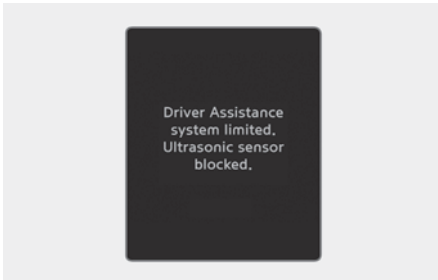 Driver Assistance
system limited.
Ultrasonic sensor
blocked.